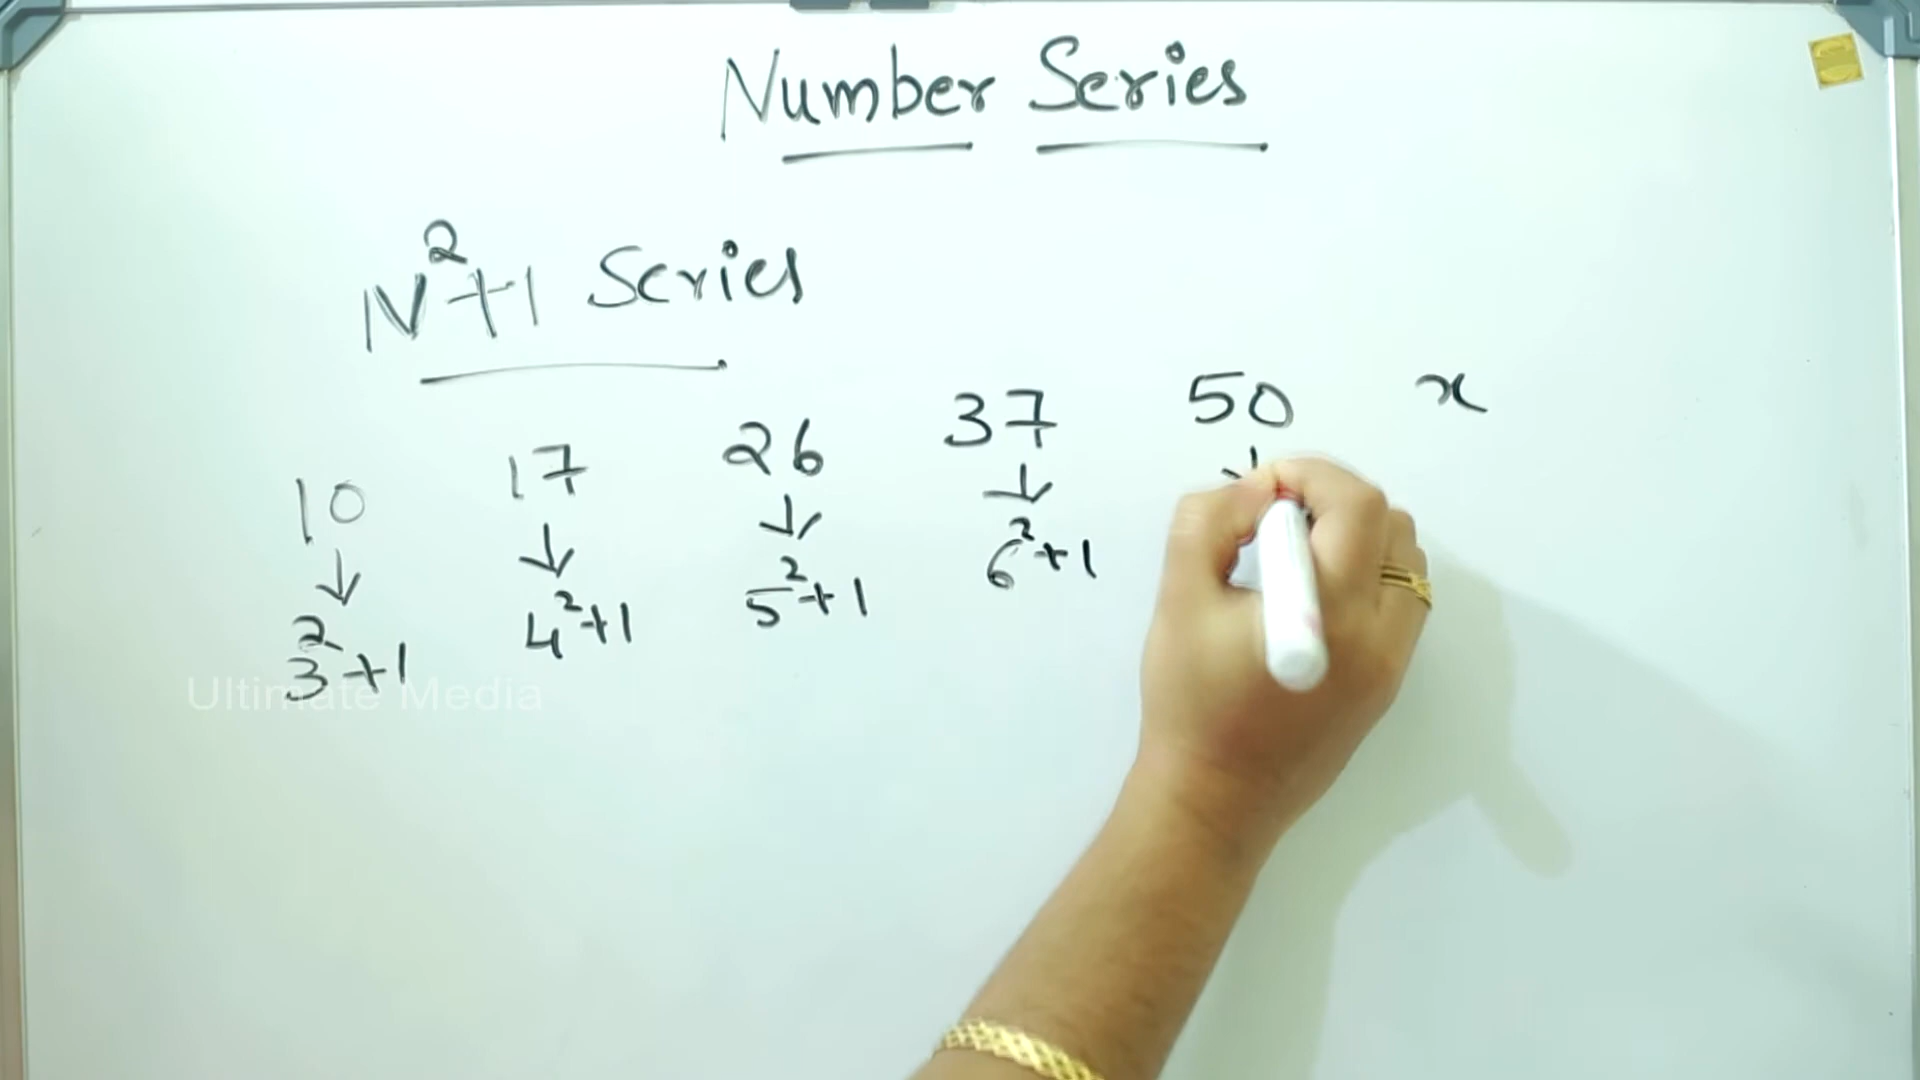 Number Series
N²+1 Series
10 17 26 37 50 x
3²+1 4²+1 5²+1 6²+1
Ultimate Media